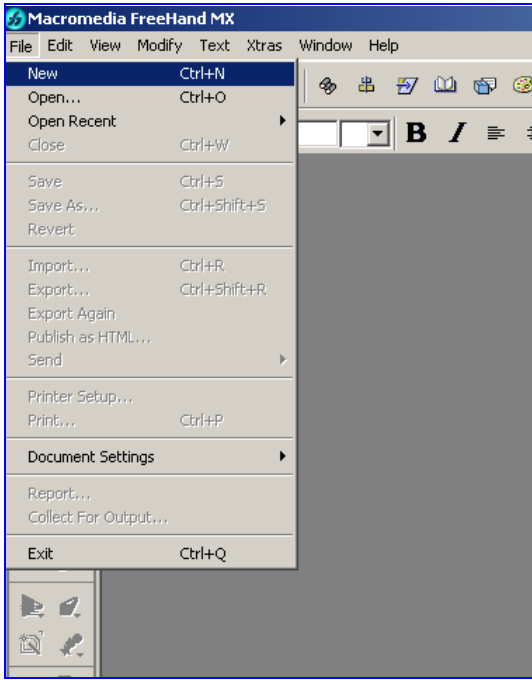 Macromedia FreeHand MX
File Edit View Modify Text Xtras Window Help
New Ctrl+N
Open... Ctrl+O
Open Recent
Close Ctrl+W
Save Ctrl+S
Save As... Ctrl+Shift+S
Revert
Import... Ctrl+R
Export... Ctrl+Shift+R
Export Again
Publish as HTML...
Send
Printer Setup...
Print... Ctrl+P
Document Settings
Report...
Collect For Output...
Exit Ctrl+Q
B I